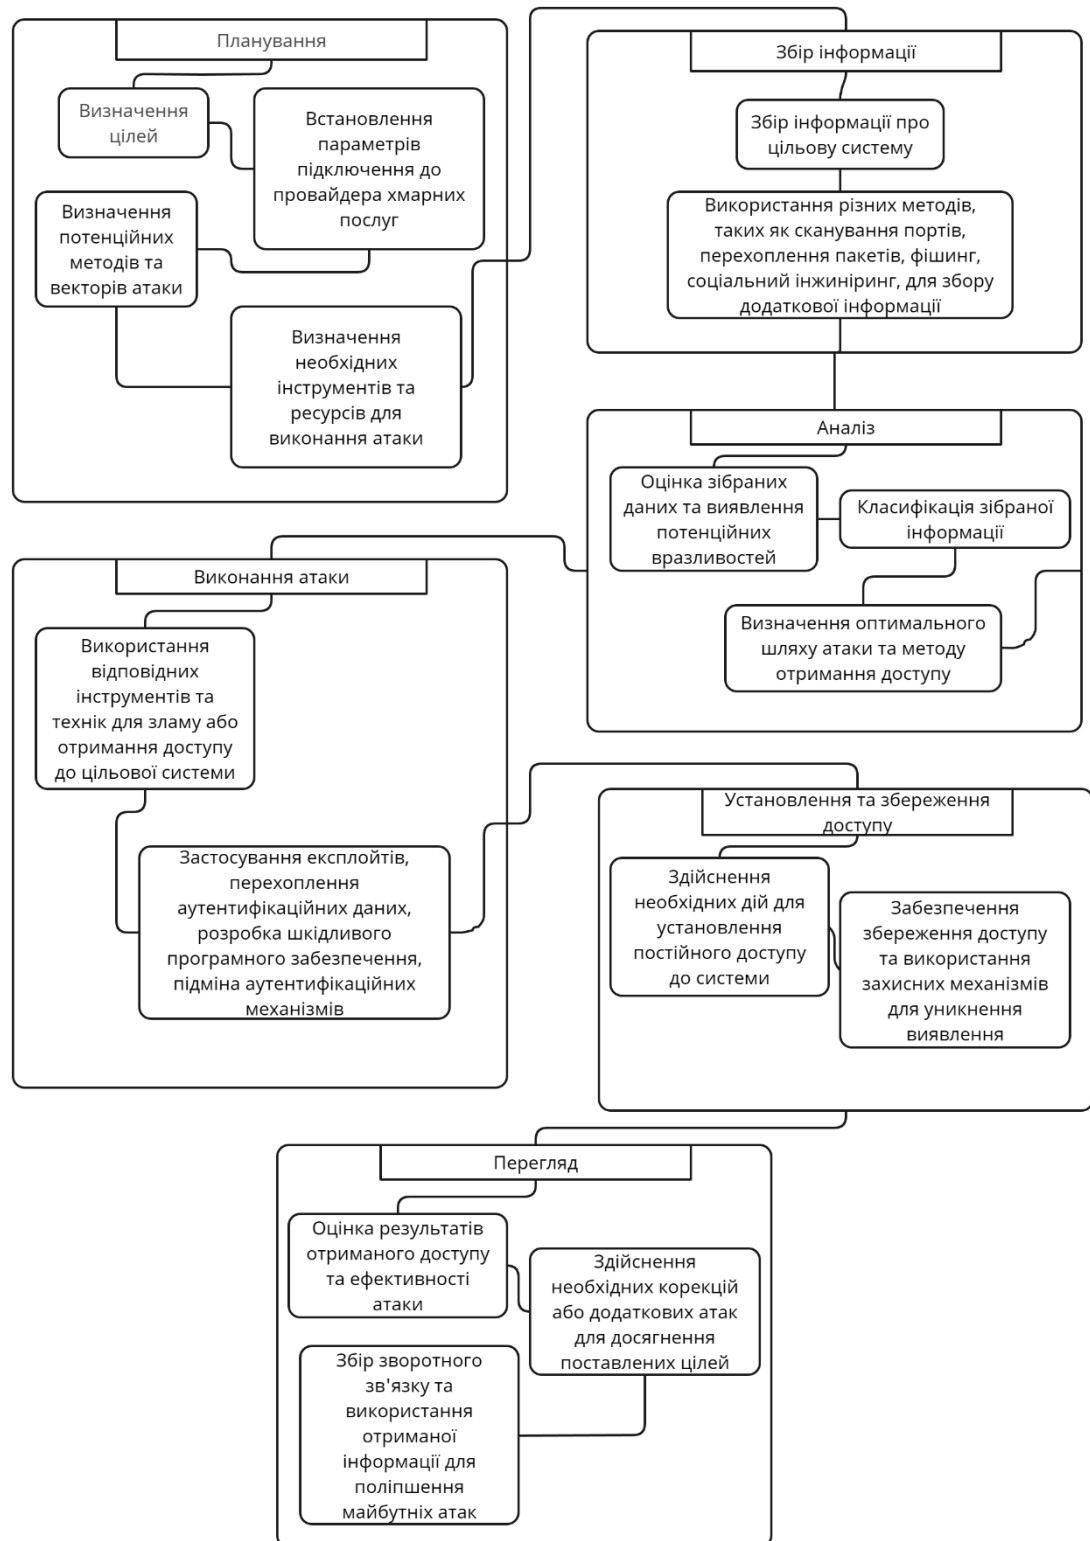 Планування
Визначення
цілей
Встановлення
параметрів
підключення до
провайдера хмарних
послуг
Визначення
потенційних
методів та
векторів атаки
Визначення
необхідних
інструментів та
ресурсів для
виконання атаки
Збір інформації
Збір інформації про
цільову систему
Використання різних методів,
таких як сканування портів,
перехоплення пакетів, фішинг,
соціальний інжиніринг, для збору
додаткової інформації
Аналіз
Оцінка зібраних
даних та виявлення
потенційних
вразливостей
Класифікація зібраної
інформації
Визначення оптимального
шляху атаки та методу
отримання доступу
Виконання атаки
Використання
відповідних
інструментів та
технік для зламу або
отримання доступу
до цільової системи
Застосування експлойтів,
перехоплення
аутентифікаційних даних,
розробка шкідливого
програмного забезпечення,
підміна аутентифікаційних
механізмів
Установлення та збереження
доступу
Здійснення
необхідних дій для
установлення
постійного доступу
до системи
Забезпечення
збереження доступу
та використання
захисних механізмів
для уникнення
виявлення
Перегляд
Оцінка результатів
отриманого доступу
та ефективності
атаки
Здійснення
необхідних корекцій
або додаткових атак
для досягнення
поставлених цілей
Збір зворотного
зв'язку та
використання
отриманої
інформації для
поліпшення
майбутніх атак